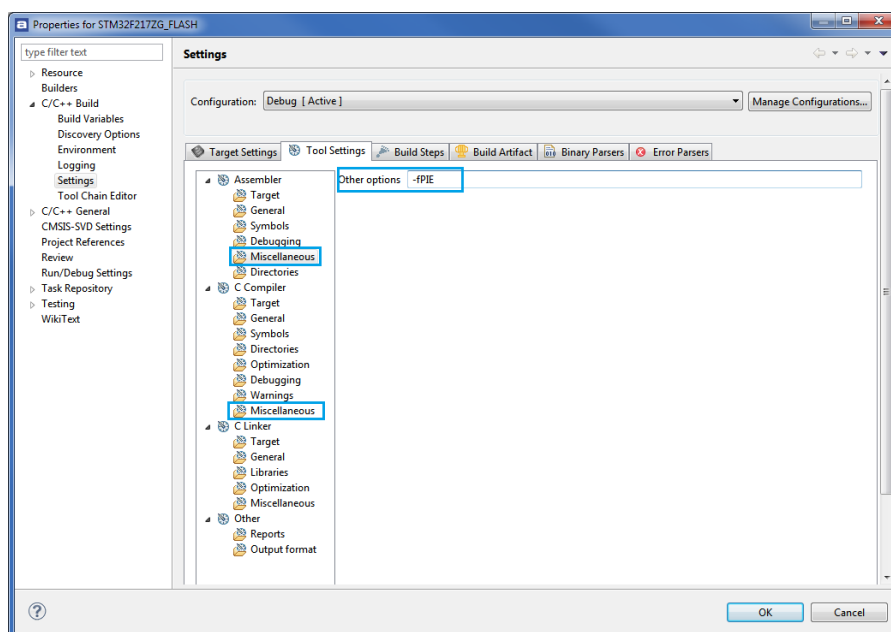 a Properties for STM32F217ZG_FLASH
type filter text
Resource
Builders
C/C++ Build
Build Variables
Discovery Options
Environment
Logging
Settings
Tool Chain Editor
C/C++ General
CMSIS-SVD Settings
Project References
Review
Run/Debug Settings
Task Repository
Testing
WikiText
Settings
Configuration: Debug [ Active ] Manage Configurations...
Target Settings Tool Settings Build Steps Build Artifact Binary Parsers Error Parsers
Assembler
Target
General
Symbols
Debugging
Miscellaneous
Directories
C Compiler
Target
General
Symbols
Directories
Optimization
Debugging
Warnings
Miscellaneous
C Linker
Target
General
Libraries
Optimization
Miscellaneous
Other
Reports
Output format
Other options -fPIE
? OK Cancel